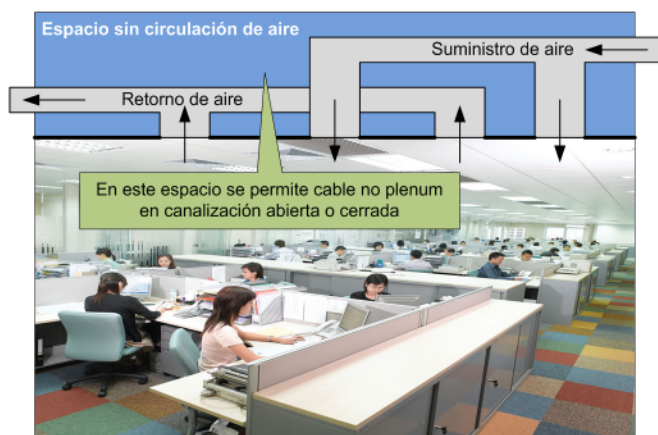 Espacio sin circulación de aire
Suministro de aire
Retorno de aire
En este espacio se permite cable no plenum
en canalización abierta o cerrada